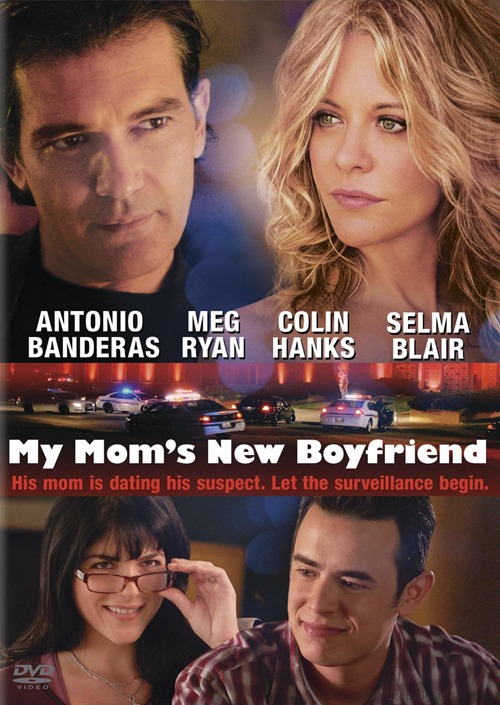 ANTONIO MEG COLIN SELMA
BANDERAS RYAN HANKS BLAIR
My Mom's New Boyfriend
His mom is dating his suspect. Let the surveillance begin.
DVD
VIDEO